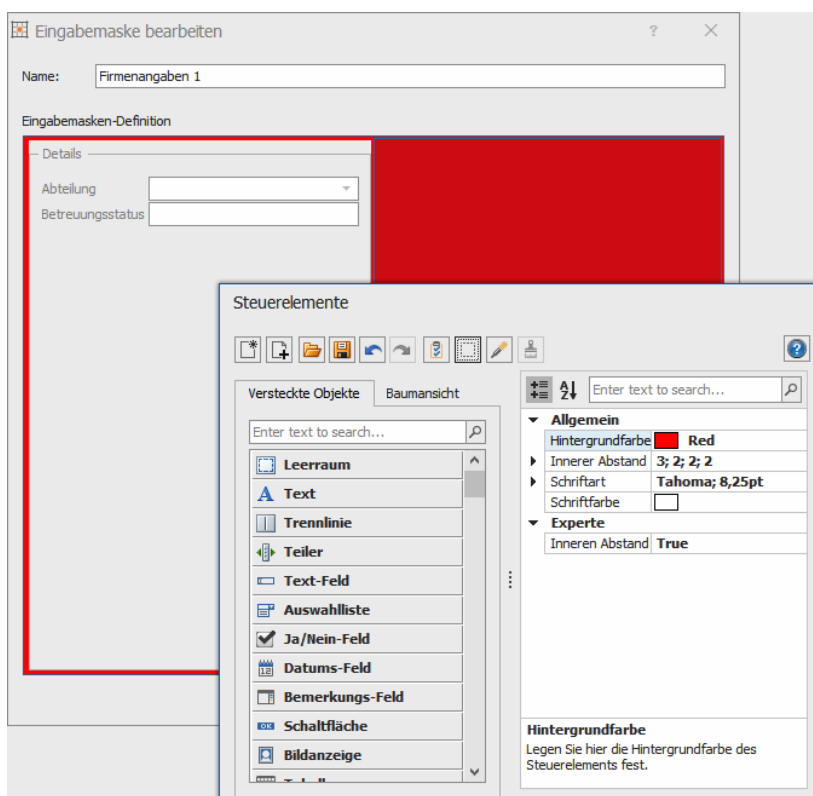 Eingabemaske bearbeiten
?
Name:
Firmenangaben 1
Eingabemasken-Definition
Details
Abteilung
Betreuungsstatus
Steuerelemente
Versteckte Objekte
Baumansicht
Enter text to search...
Leerraum
A Text
Trennlinie
Teiler
Text-Feld
Auswahlliste
Ja/Nein-Feld
12 Datums-Feld
Bemerkungs-Feld
OK Schaltfläche
Bildanzeige
?
Enter text to search...
Allgemein
Hintergrundfarbe Red
Innerer Abstand 3; 2; 2; 2
Schriftart Tahoma; 8,25pt
Schriftfarbe
Experte
Inneren Abstand True
Hintergrundfarbe
Legen Sie hier die Hintergrundfarbe des
Steuerelements fest.